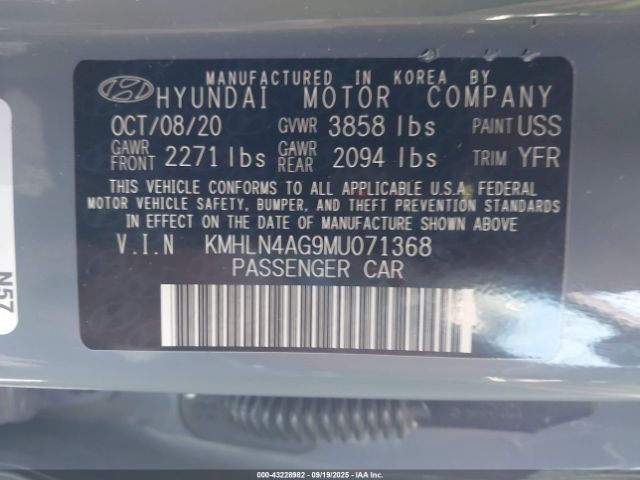 MANUFACTURED IN KOREA BY
HYUNDAI MOTOR COMPANY
OCT/08/20 GVWR 3858 lbs PAINT USS
GAWR FRONT 2271 lbs GAWR REAR 2094 lbs TRIM YFR
THIS VEHICLE CONFORMS TO ALL APPLICABLE U.S.A. FEDERAL
MOTOR VEHICLE SAFETY, BUMPER, AND THEFT PREVENTION STANDARDS
IN EFFECT ON THE DATE OF MANUFACTURE SHOWN ABOVE
V.I.N KMHLN4AG9MU071368
PASSENGER CAR
N57
000-43228982 - 09/19/2025 - IAA Inc.